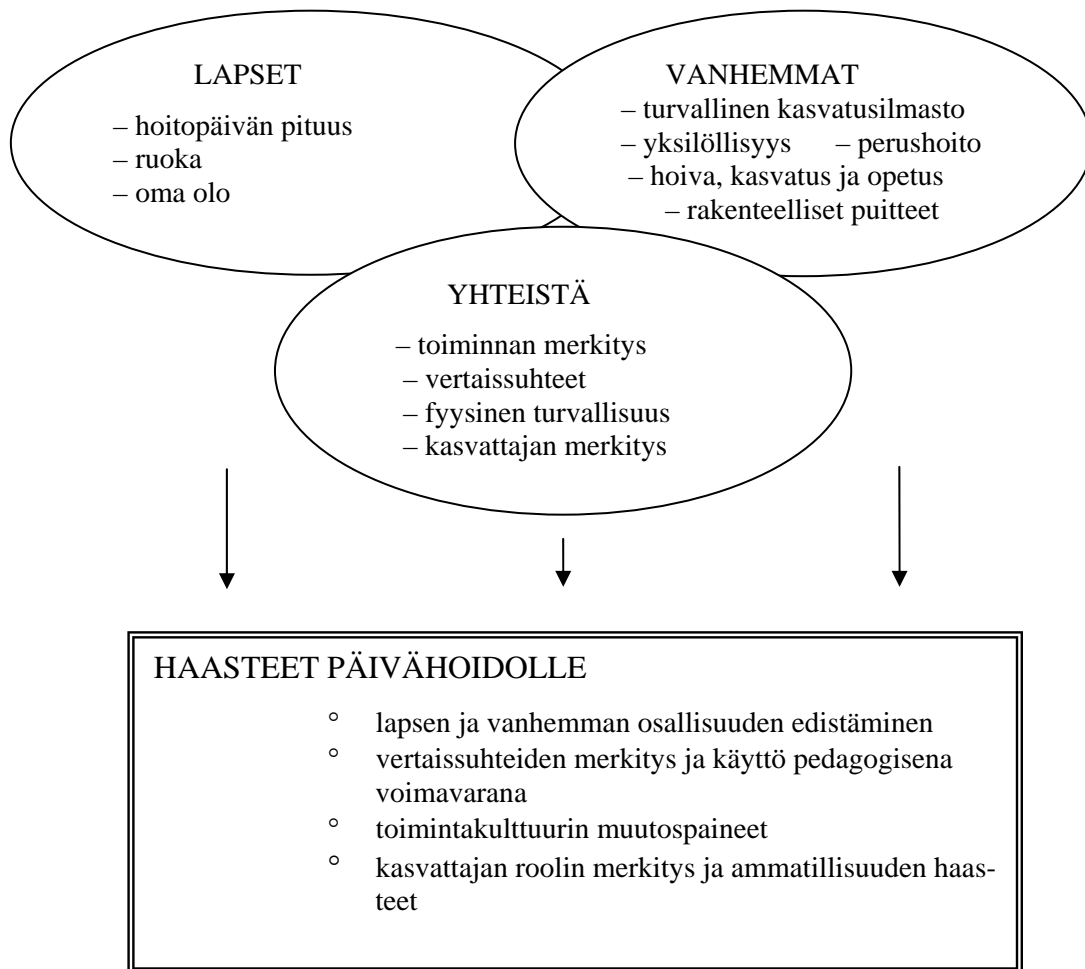 LAPSET
– hoitopäivän pituus
– ruoka
– oma olo
VANHEMMAT
– turvallinen kasvatusilmasto
– yksilöllisyys – perushoito
– hoiva, kasvatus ja opetus
– rakenteelliset puitteet
YHTEISTÄ
– toiminnan merkitys
– vertaissuhteet
– fyysinen turvallisuus
– kasvattajan merkitys
HAASTEET PÄIVÄHOIDOLLE
° lapsen ja vanhemman osallisuuden edistäminen
° vertaissuhteiden merkitys ja käyttö pedagogisena
voimavarana
° toimintakulttuurin muutospaineet
° kasvattajan roolin merkitys ja ammatillisuuden haas-
teet